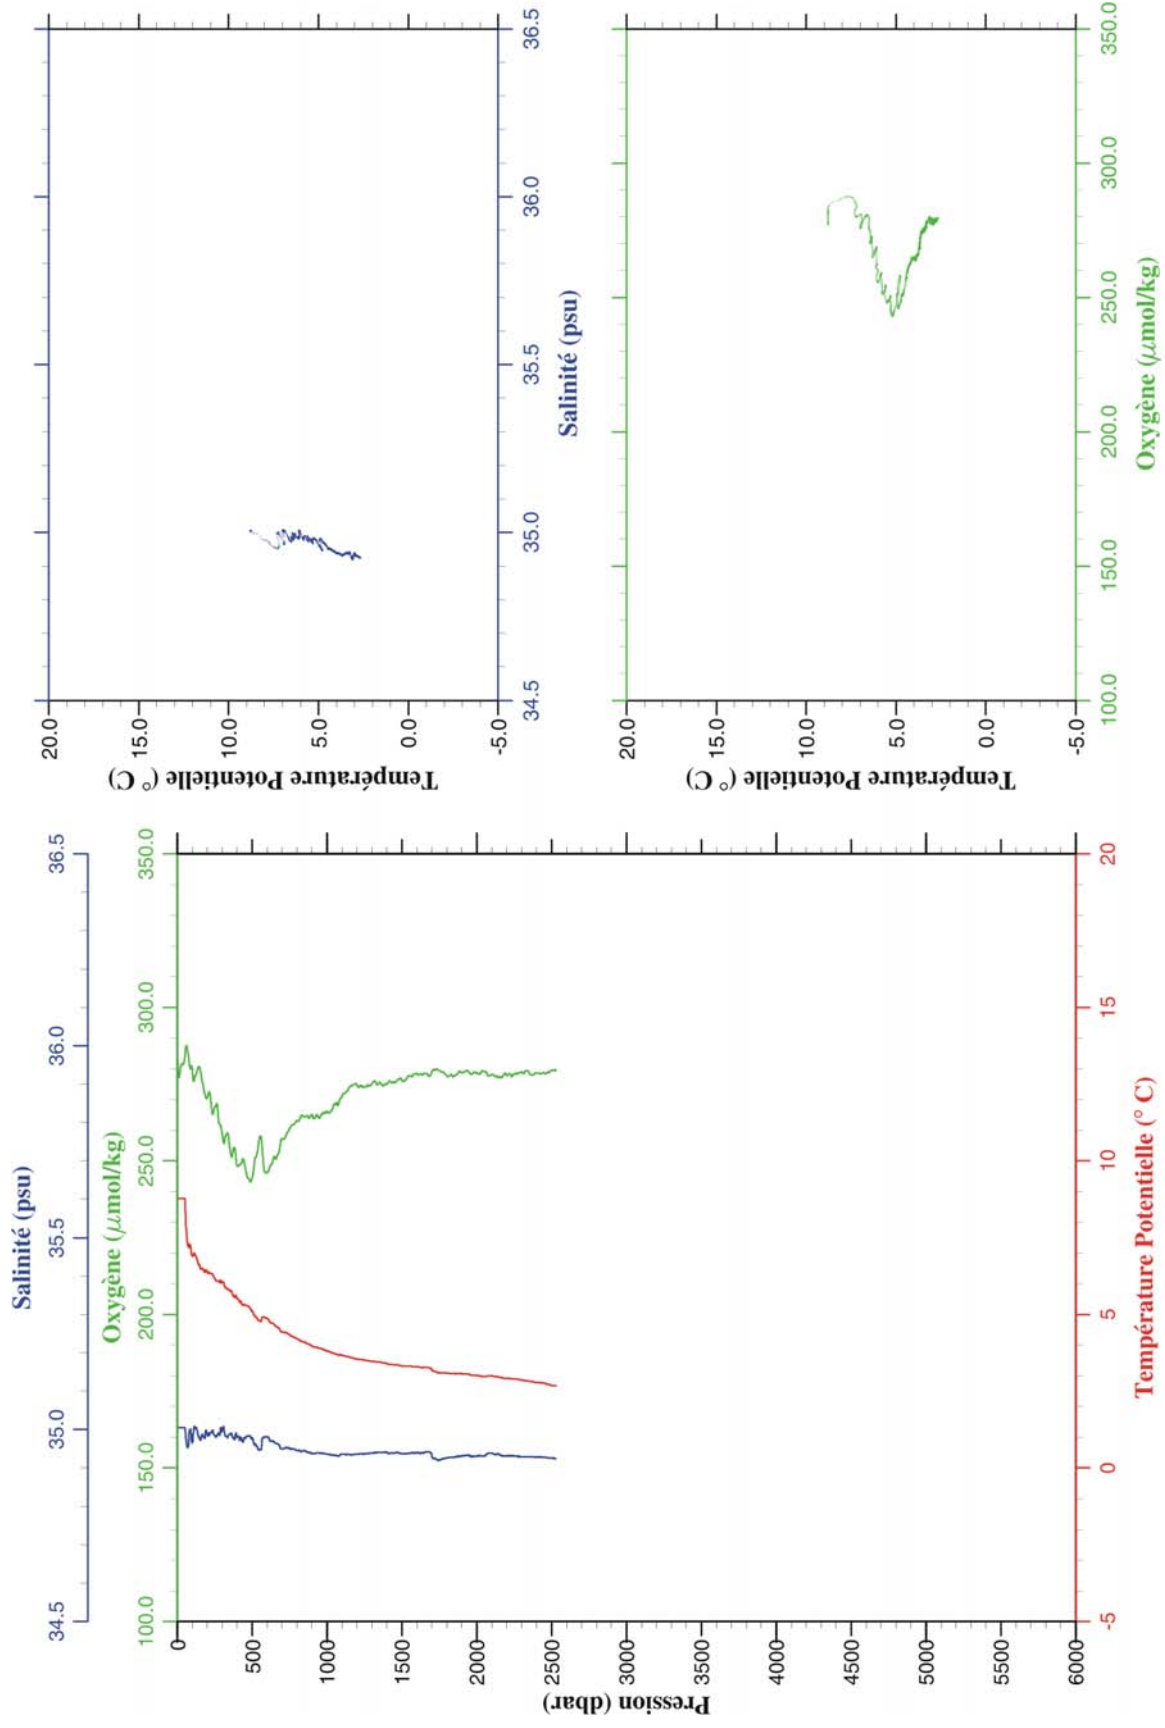 Salinité (psu)
34.5 35.0 35.5 36.0 36.5
Oxygène (μmol/kg)
100.0 150.0 200.0 250.0 300.0 350.0
Pression (dbar)
0
500
1000
1500
2000
2500
3000
3500
4000
4500
5000
5500
6000
-5 0 5 10 15 20
Température Potentielle (° C)
Température Potentielle (° C)
20.0
15.0
10.0
5.0
0.0
-5.0
34.5 35.0 35.5 36.0 36.5
Salinité (psu)
Température Potentielle (° C)
20.0
15.0
10.0
5.0
0.0
-5.0
100.0 150.0 200.0 250.0 300.0 350.0
Oxygène (μmol/kg)